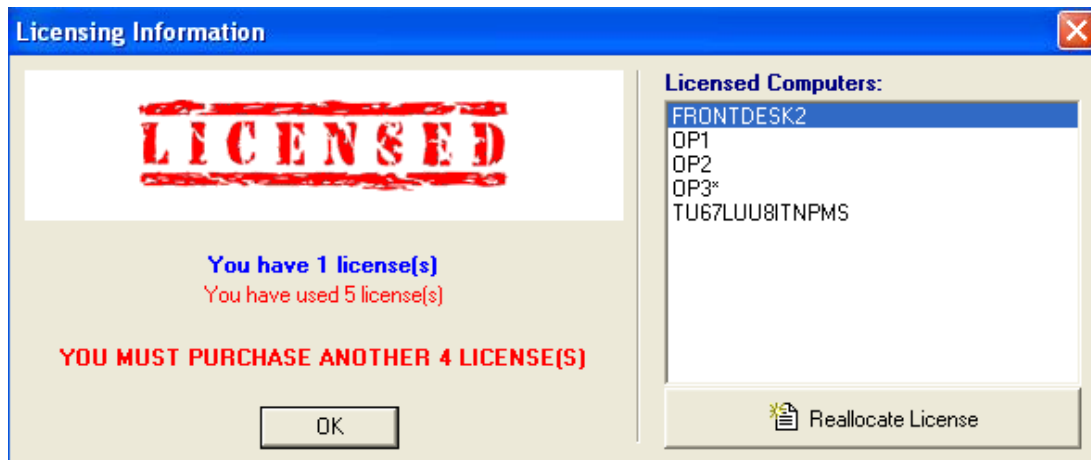 Licensing Information
LICENSED
You have 1 license(s)
You have used 5 license(s)
YOU MUST PURCHASE ANOTHER 4 LICENSE(S)
OK
Licensed Computers:
FRONTDESK2
OP1
OP2
OP3*
TU67LUU8ITNPMS
Reallocate License